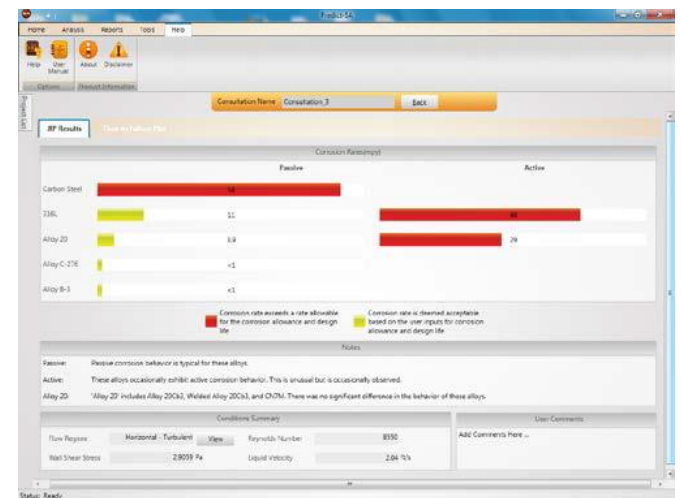 Predict-SA
Home Analysis Reports Tools Help
Help User Manual About Disclaimer
Options Product Information
Project List
Consultation Name Consultation_3 Back
JIP Results Time to Failure Plot
Corrosion Rates(mpy)
Passive Active
Carbon Steel
316L 11
Alloy 20 3.9 29
Alloy C-276 <1
Alloy B-3 <1
Corrosion rate exceeds a rate allowable for the corrosion allowance and design life
Corrosion rate is deemed acceptable based on the user inputs for corrosion allowance and design life
Notes
Passive: Passive corrosion behavior is typical for these alloys.
Active: These alloys occasionally exhibit active corrosion behavior. This is unusual but is occasionally observed.
Alloy 20: 'Alloy 20' includes Alloy 20Cb3, Welded Alloy 20Cb3, and CN7M. There was no significant difference in the behavior of these alloys.
Conditions Summary User Comments
Flow Regime Horizontal - Turbulent View Reynolds Number 8550 Add Comments Here ...
Wall Shear Stress 2.8039 Pa Liquid Velocity 2.04 ft/s
Status: Ready